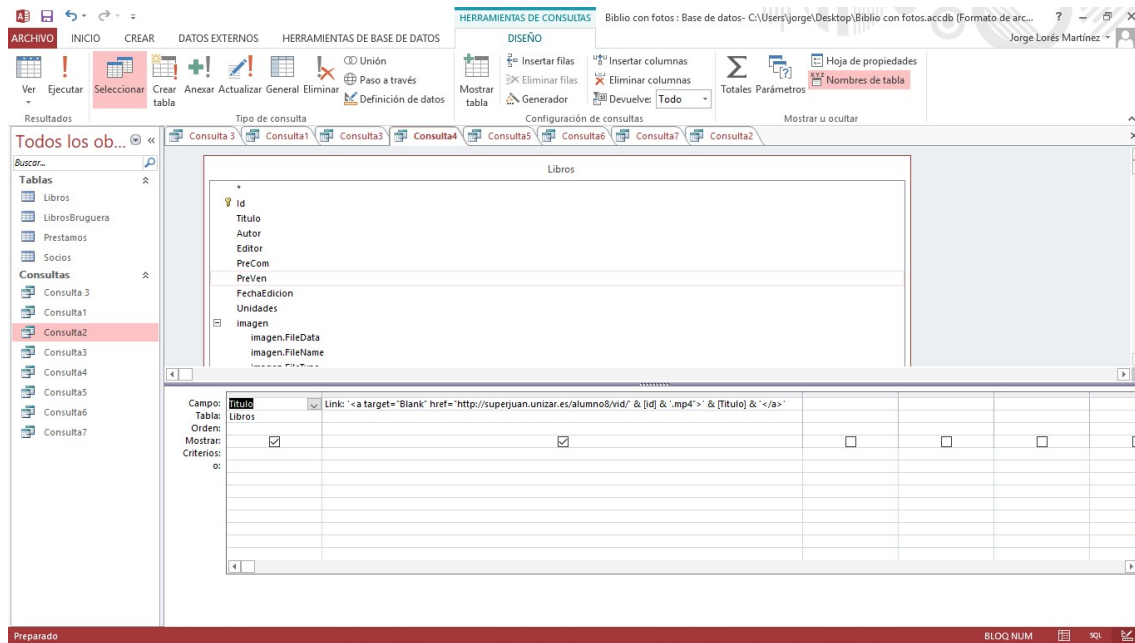 HERRAMIENTAS DE CONSULTAS
Biblio con fotos : Base de datos- C:\Users\jorge\Desktop\Biblio con fotos.accdb (Formato de arc...
ARCHIVO INICIO CREAR DATOS EXTERNOS HERRAMIENTAS DE BASE DE DATOS DISEÑO Jorge Lorés Martínez
Ver
Ejecutar
Seleccionar
Crear tabla
Anexar
Actualizar
General
Eliminar
Unión
Paso a través
Definición de datos
Mostrar tabla
Insertar filas
Eliminar filas
Generador
Insertar columnas
Eliminar columnas
Devuelve: Todo
Totales
Parámetros
Hoja de propiedades
Nombres de tabla
Resultados
Tipo de consulta
Configuración de consultas
Mostrar u ocultar
Todos los ob...
Buscar...
Tablas
Libros
LibrosBruguera
Prestamos
Socios
Consultas
Consulta 3
Consulta1
Consulta2
Consulta3
Consulta4
Consulta5
Consulta6
Consulta7
Consulta 3 Consulta1 Consulta3 Consulta4 Consulta5 Consulta6 Consulta7 Consulta2
Libros
*
Id
Titulo
Autor
Editor
PreCom
PreVen
FechaEdicion
Unidades
imagen
imagen.FileData
imagen.FileName
Campo: Titulo Link: '<a target="Blank" href="http://superjuan.unizar.es/alumno8/vid/' & [id] & '.mp4">' & [Titulo] & '</a>'
Tabla: Libros
Orden:
Mostrar:
Criterios:
o:
Preparado
BLOQ NUM
SQL